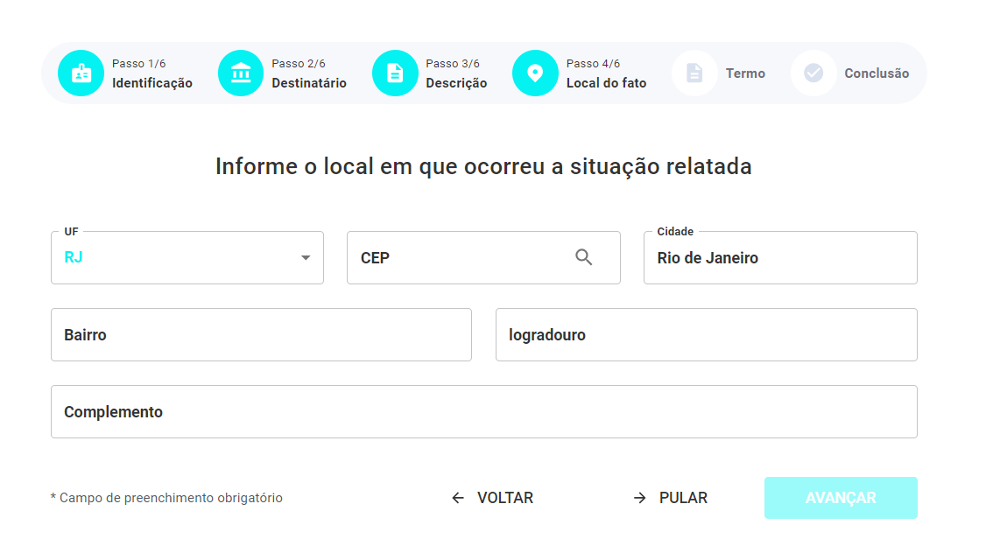 Passo 1/6
Identificação
Passo 2/6
Destinatário
Passo 3/6
Descrição
Passo 4/6
Local do fato
Termo
Conclusão
Informe o local em que ocorreu a situação relatada
UF
RJ
CEP
Cidade
Rio de Janeiro
Bairro
logradouro
Complemento
* Campo de preenchimento obrigatório
VOLTAR
PULAR
AVANÇAR